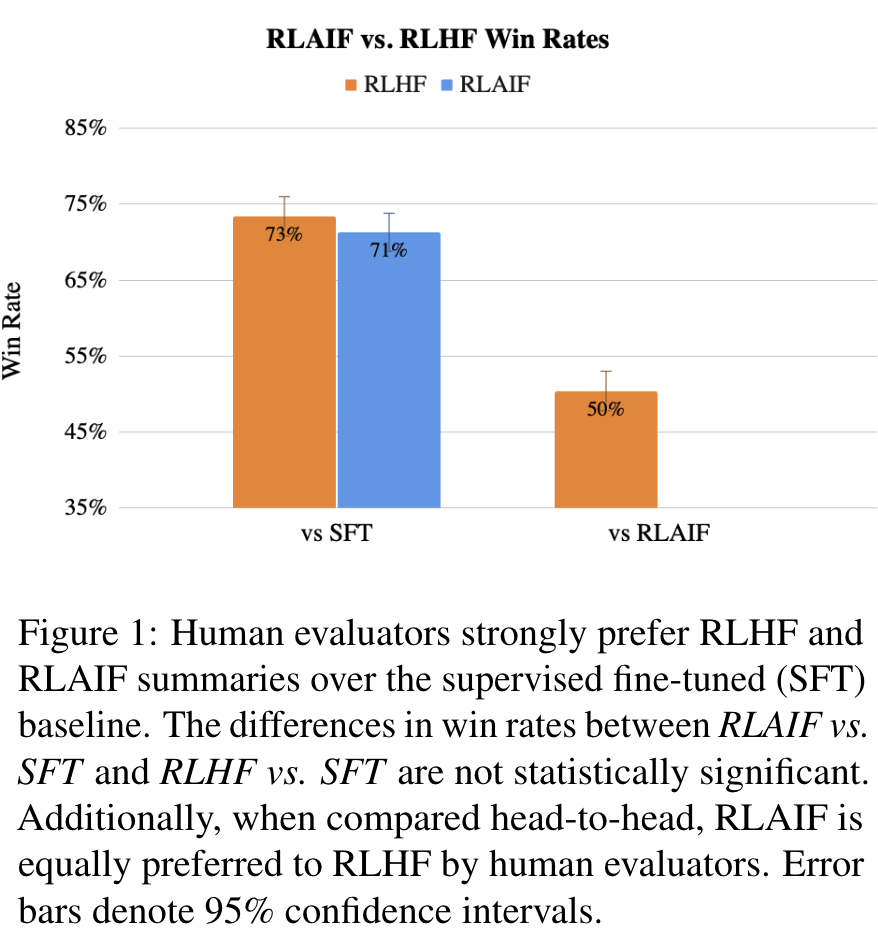 RLAIF vs. RLHF Win Rates
RLHF RLAIF
85%
75%
73%
71%
65%
Win Rate
55%
50%
45%
35%
vs SFT vs RLAIF
Figure 1: Human evaluators strongly prefer RLHF and
RLAIF summaries over the supervised fine-tuned (SFT)
baseline. The differences in win rates between RLAIF vs.
SFT and RLHF vs. SFT are not statistically significant.
Additionally, when compared head-to-head, RLAIF is
equally preferred to RLHF by human evaluators. Error
bars denote 95% confidence intervals.